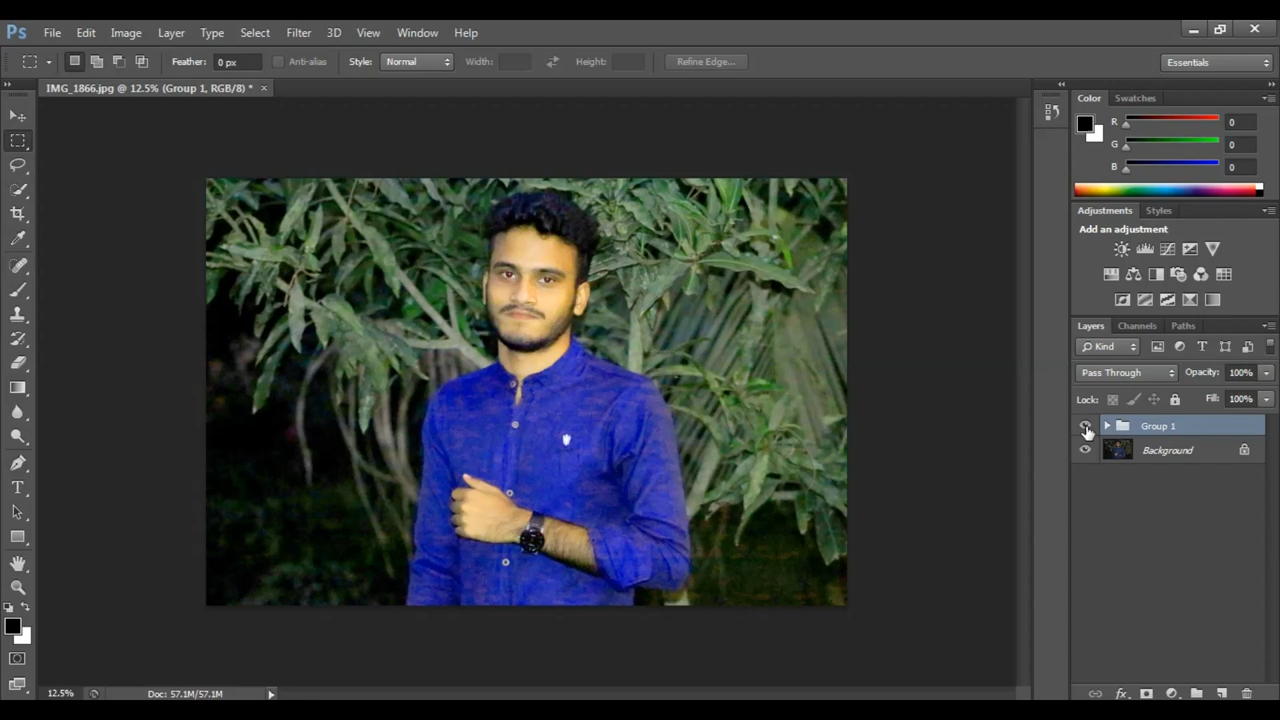 Ps File Edit Image Layer Type Select Filter 3D View Window Help
Feather: 0 px Anti-alias Style: Normal Width: Height: Refine Edge... Essentials
IMG_1866.jpg @ 12.5% (Group 1, RGB/8) * ×
Color Swatches
R 0
G 0
B 0
Adjustments Styles
Add an adjustment
Layers Channels Paths
Kind
Pass Through Opacity: 100%
Lock: Fill: 100%
Group 1
Background
12.5% Doc: 57.1M/57.1M